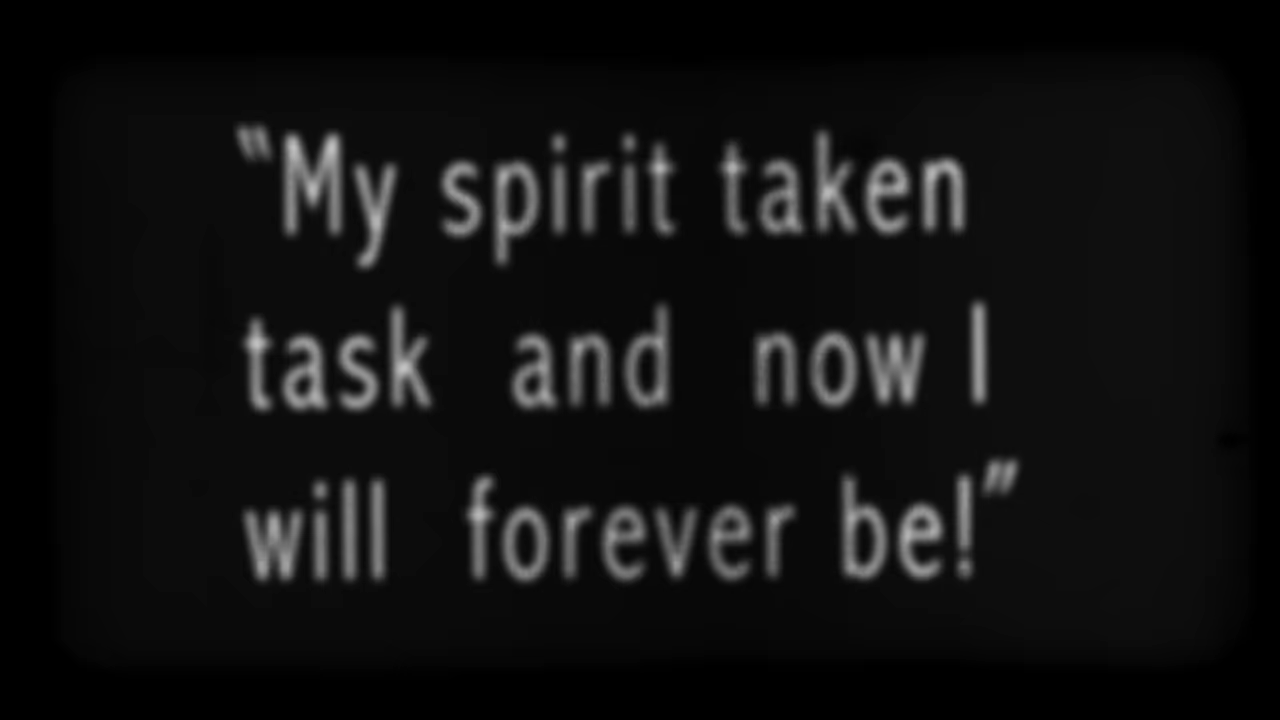 “My spirit taken
task and now I
will forever be!”